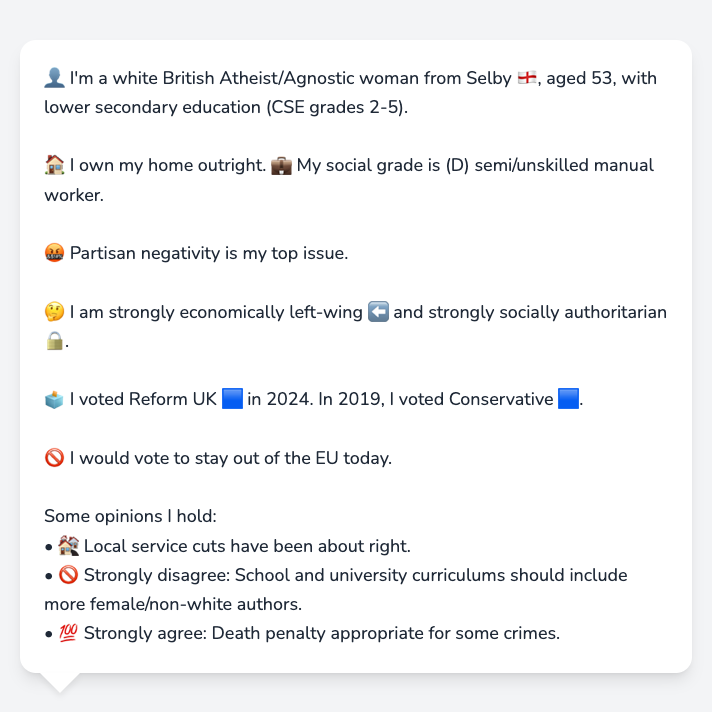 👤 I'm a white British Atheist/Agnostic woman from Selby 🏴󠁧󠁢󠁥󠁮󠁧󠁿, aged 53, with
lower secondary education (CSE grades 2-5).
🏠 I own my home outright. 💼 My social grade is (D) semi/unskilled manual
worker.
🤬 Partisan negativity is my top issue.
🤔 I am strongly economically left-wing ⬅️ and strongly socially authoritarian
🔒.
🗳️ I voted Reform UK 🟦 in 2024. In 2019, I voted Conservative 🟦.
🚫 I would vote to stay out of the EU today.
Some opinions I hold:
• 🏚️ Local service cuts have been about right.
• 🚫 Strongly disagree: School and university curriculums should include
more female/non-white authors.
• 💯 Strongly agree: Death penalty appropriate for some crimes.